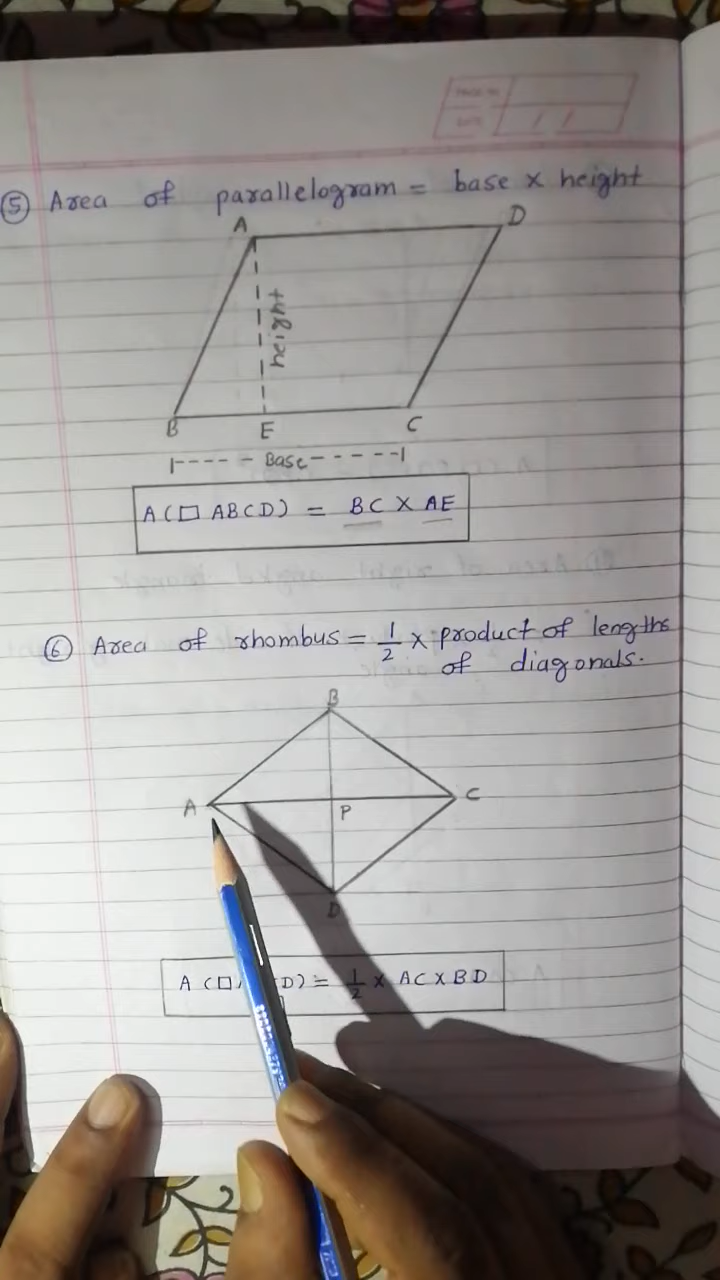 ⑤ Area of parallelogram = base × height
A D
height
B E C
Base
A(□ ABCD) = BC × AE
⑥ Area of rhombus = 1/2 × product of lengths
of diagonals.
B
A P C
D
A (□ D) = 1/2 × AC × BD